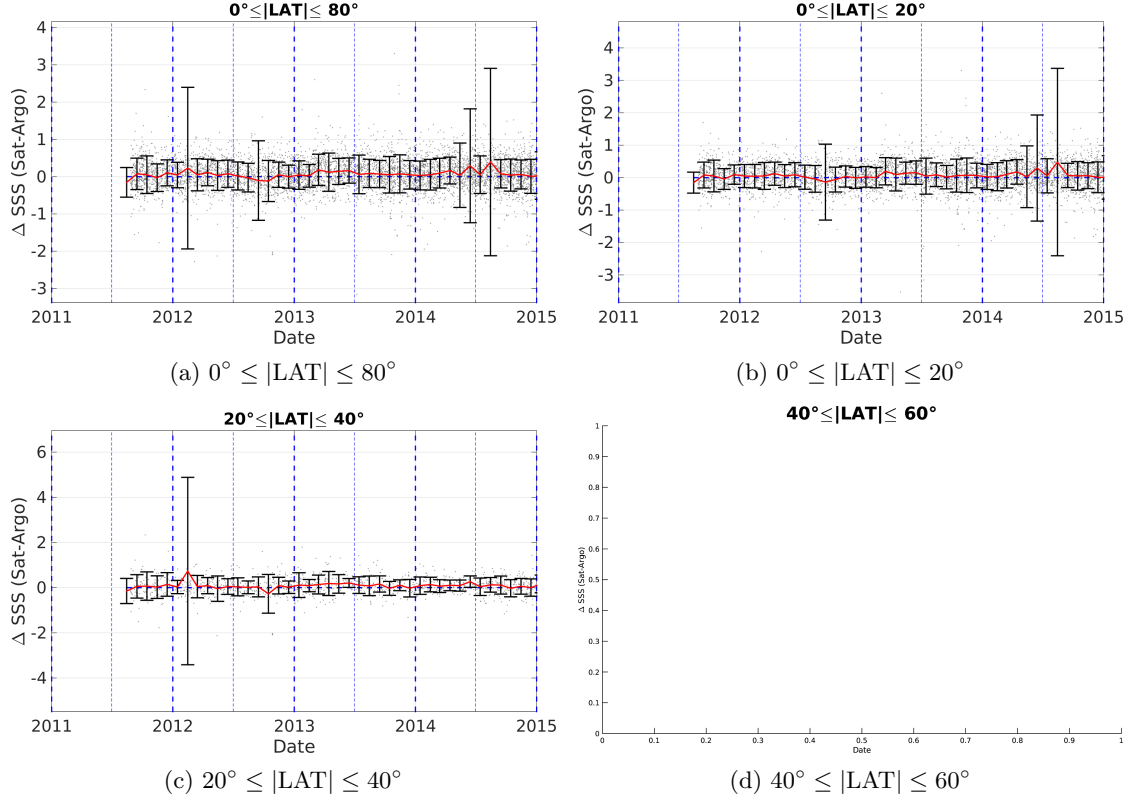 0°≤|LAT|≤ 80°
4
3
2
1
0
-1
-2
-3
Δ SSS (Sat-Argo)
2011 2012 2013 2014 2015
Date
(a) 0° ≤ |LAT| ≤ 80°
0°≤|LAT|≤ 20°
4
3
2
1
0
-1
-2
-3
Δ SSS (Sat-Argo)
2011 2012 2013 2014 2015
Date
(b) 0° ≤ |LAT| ≤ 20°
20°≤|LAT|≤ 40°
6
4
2
0
-2
-4
Δ SSS (Sat-Argo)
2011 2012 2013 2014 2015
Date
(c) 20° ≤ |LAT| ≤ 40°
40°≤|LAT|≤ 60°
1
0.9
0.8
0.7
0.6
0.5
0.4
0.3
0.2
0.1
0
Δ SSS (Sat-Argo)
0 0.1 0.2 0.3 0.4 0.5 0.6 0.7 0.8 0.9 1
Date
(d) 40° ≤ |LAT| ≤ 60°